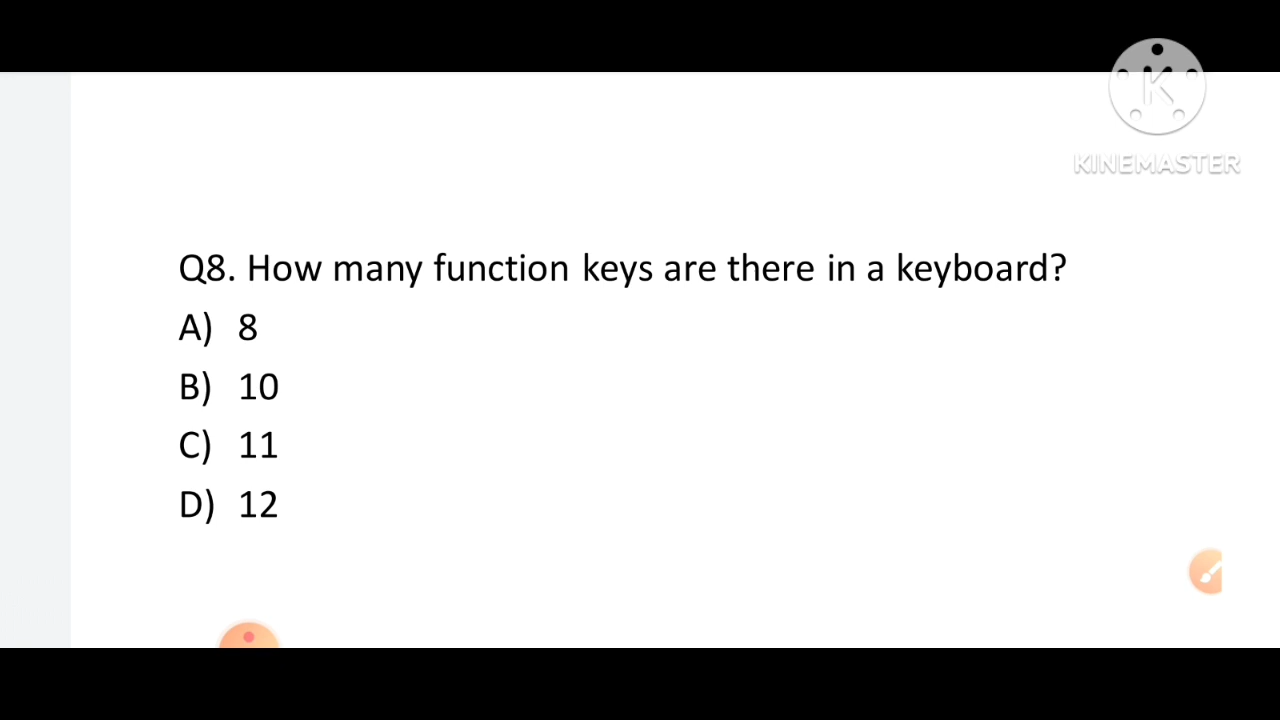 K
KINEMASTER
Q8. How many function keys are there in a keyboard?
A) 8
B) 10
C) 11
D) 12